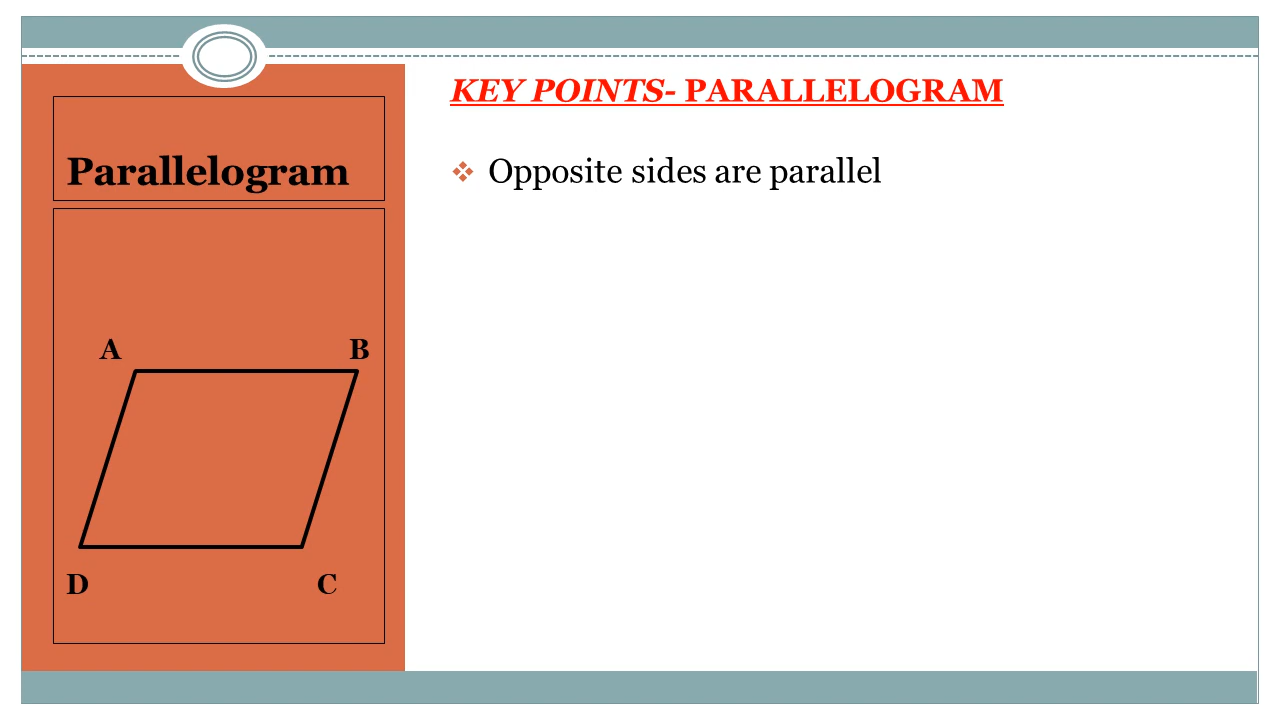 Parallelogram
A B
D C
KEY POINTS- PARALLELOGRAM
❖ Opposite sides are parallel